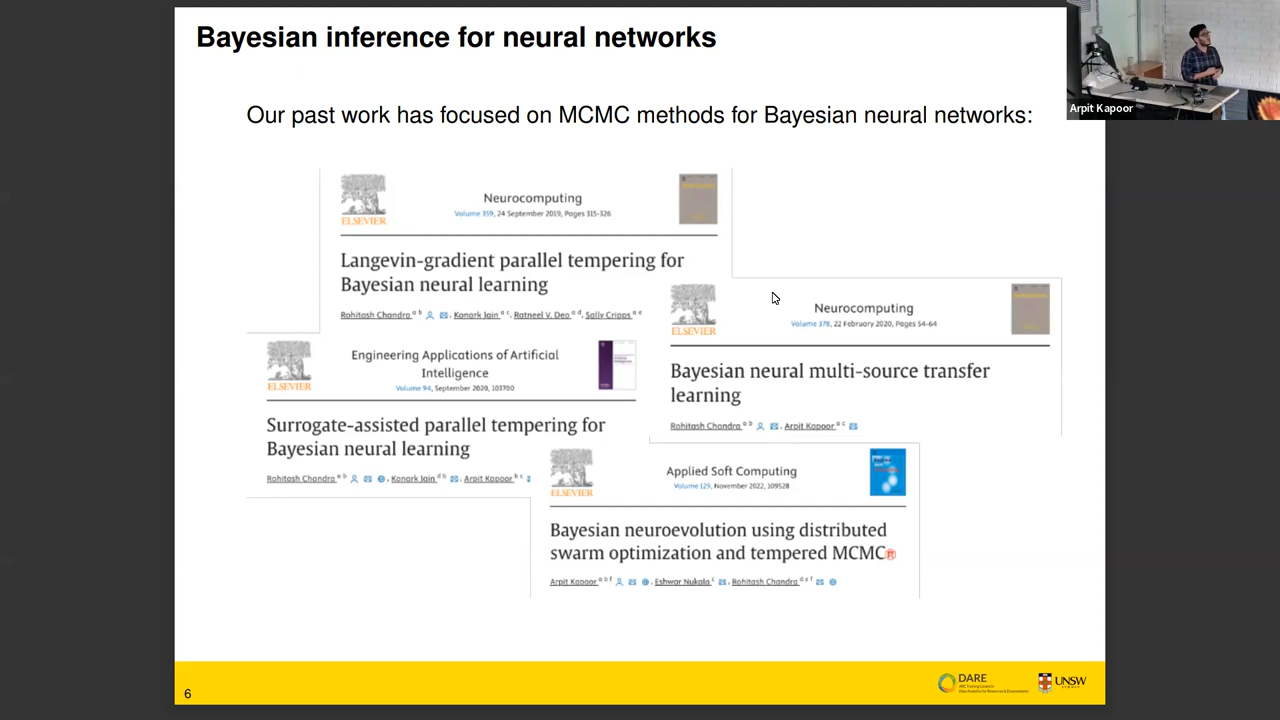 Bayesian inference for neural networks
Arpit Kapoor
Our past work has focused on MCMC methods for Bayesian neural networks:
ELSEVIER
Neurocomputing
Volume 359, 24 September 2019, Pages 315-326
Langevin-gradient parallel tempering for
Bayesian neural learning
Rohitash Chandra a b, Konark Jain a c, Ratneel V. Deo a d, Sally Cripps a e
ELSEVIER
Neurocomputing
Volume 378, 22 February 2020, Pages 54-64
Bayesian neural multi-source transfer
learning
Rohitash Chandra a b, Arpit Kapoor a c
ELSEVIER
Engineering Applications of Artificial
Intelligence
Volume 94, September 2020, 103700
Surrogate-assisted parallel tempering for
Bayesian neural learning
Rohitash Chandra a b, Konark Jain d b, Arpit Kapoor b c
ELSEVIER
Applied Soft Computing
Volume 129, November 2022, 109528
Bayesian neuroevolution using distributed
swarm optimization and tempered MCMC
Arpit Kapoor a b f, Eshwar Nukala c, Rohitash Chandra d e f
6
DARE
UNSW
SYDNEY